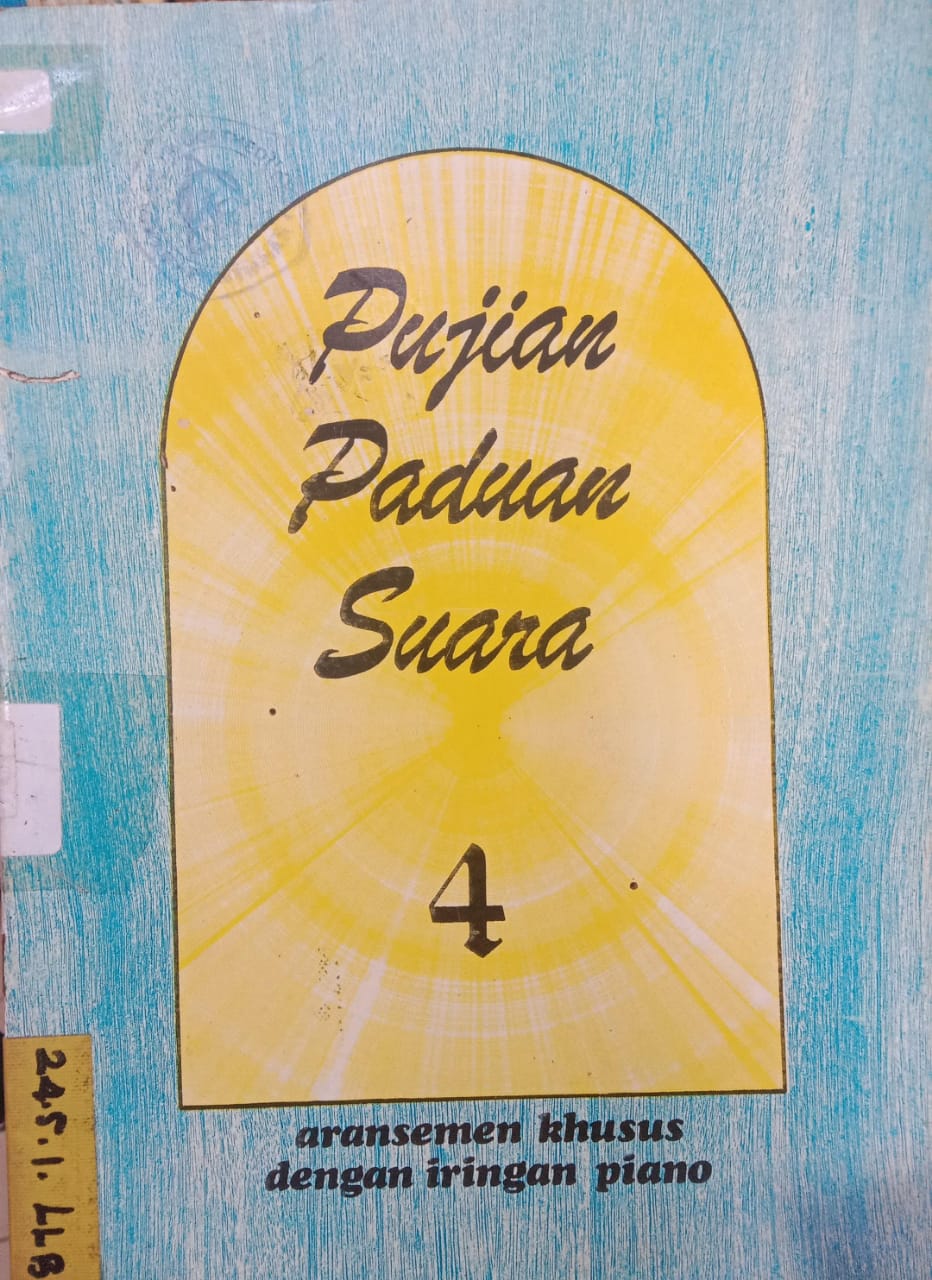 Pujian
Paduan
Suara
4
aransemen khusus
dengan iringan piano
245.1. LLB